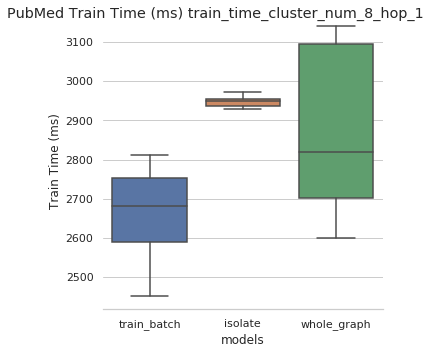 PubMed Train Time (ms) train_time_cluster_num_8_hop_1
3100
3000
2900
2800
2700
2600
2500
Train Time (ms)
train_batch
isolate
whole_graph
models